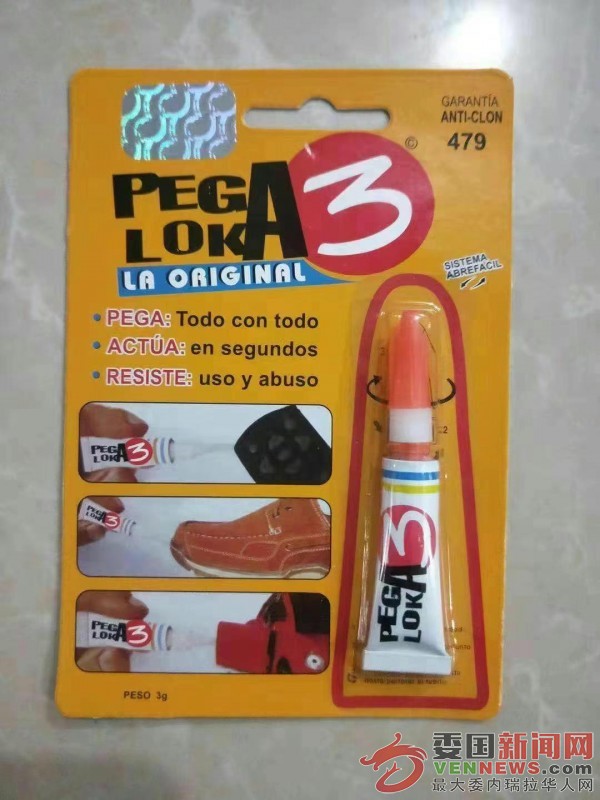 GARANTÍA
ANTI-CLON
479
©
PEGA
LOKA 3
LA ORIGINAL
SISTEMA
ABREFACIL
• PEGA: Todo con todo
• ACTÚA: en segundos
• RESISTE: uso y abuso
PEGA
LOKA 3
PEGA
LOKA 3
PEGA
LOKA 3
PEGA
LOKA 3
PESO 3g
委国新闻网
VENNEWS.COM
最大委内瑞拉华人网